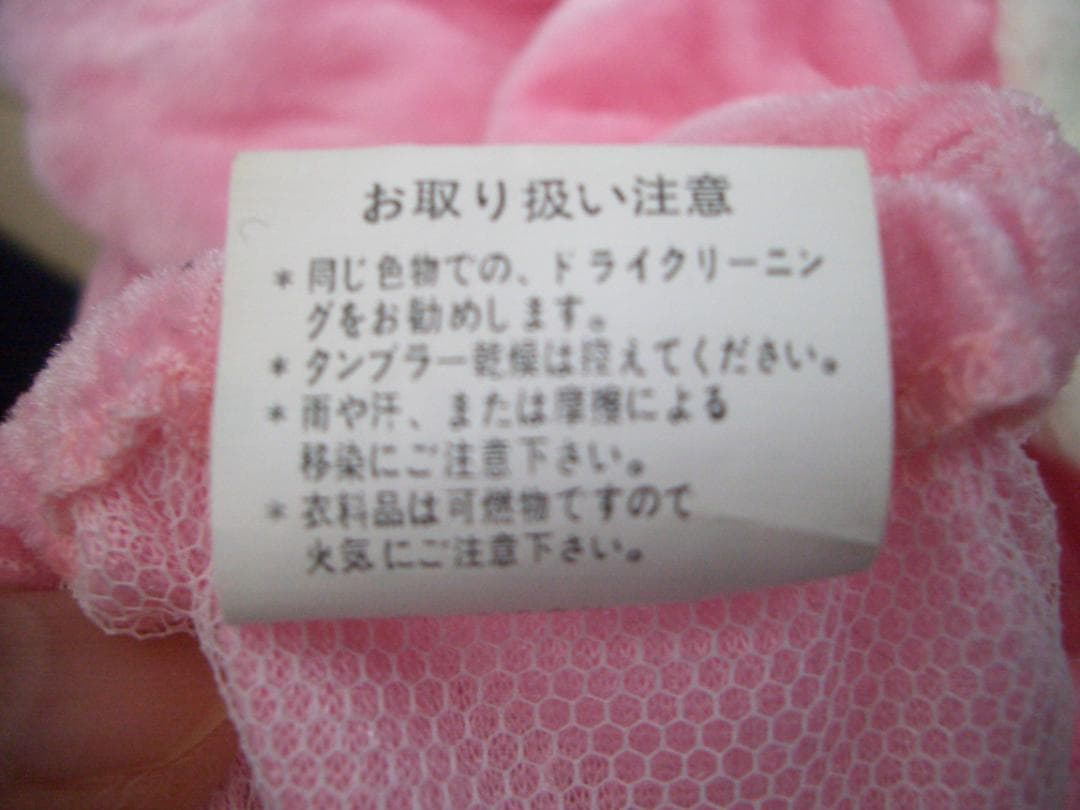 お取り扱い注意
* 同じ色物での、ドライクリーニン
グをお勧めします。
* タンブラー乾燥は控えてください。
* 雨や汗、または摩擦による
移染にご注意下さい。
* 衣料品は可燃物ですので
火気にご注意下さい。